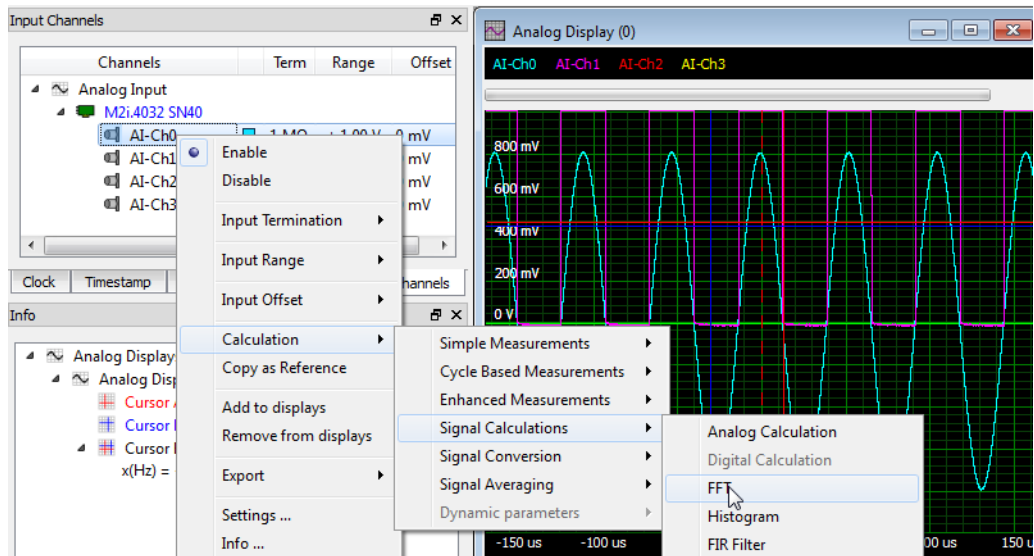 Input Channels
Channels Term Range Offset
Analog Input
M2i.4032 SN40
AI-Ch0 1 MΩ ± 1.00 V 0 mV
AI-Ch1 mV
AI-Ch2 mV
AI-Ch3 mV
Clock Timestamp hannels
Info
Analog Display
Analog Disp
Cursor
Cursor
Cursor
x(Hz) =
Enable
Disable
Input Termination
Input Range
Input Offset
Calculation
Copy as Reference
Add to displays
Remove from displays
Export
Settings ...
Info ...
Simple Measurements
Cycle Based Measurements
Enhanced Measurements
Signal Calculations
Signal Conversion
Signal Averaging
Dynamic parameters
Analog Calculation
Digital Calculation
FFT
Histogram
FIR Filter
Analog Display (0)
AI-Ch0 AI-Ch1 AI-Ch2 AI-Ch3
800 mV
600 mV
400 mV
200 mV
0 V
-150 us -100 us 00 us 150 u